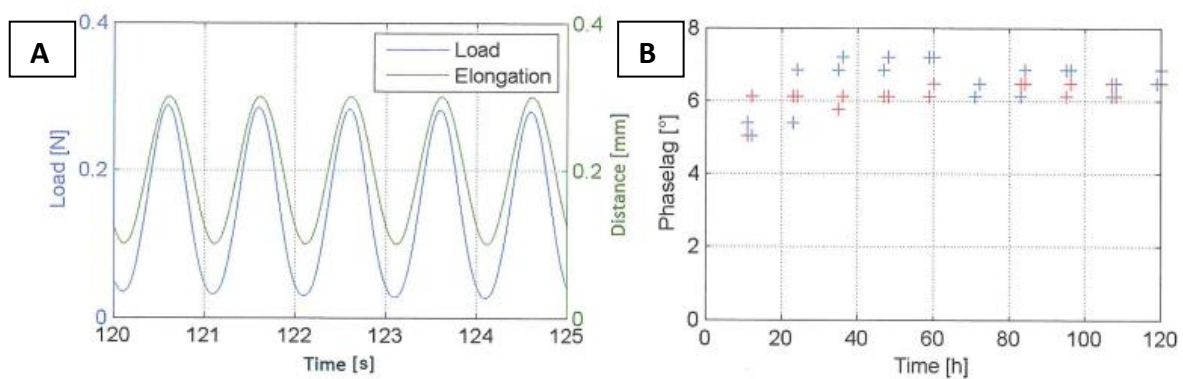 A
0.4
0.2
0
Load [N]
Load
Elongation
0.4
0.2
0
Distance [mm]
120
121
122
123
124
125
Time [s]
B
8
6
4
2
0
Phaselag [°]
0
20
40
60
80
100
120
Time [h]